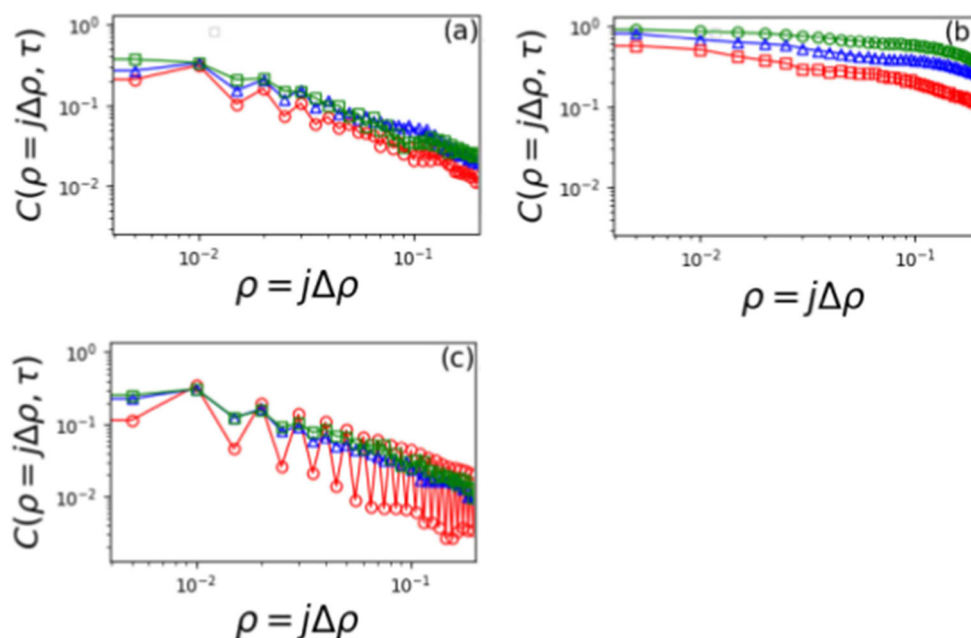 (a)
10⁰
10⁻¹
10⁻²
C(ρ = jΔρ, τ)
10⁻² 10⁻¹
ρ = jΔρ
(b)
10⁰
10⁻¹
10⁻²
C(ρ = jΔρ, τ)
10⁻² 10⁻¹
ρ = jΔρ
(c)
10⁰
10⁻¹
10⁻²
C(ρ = jΔρ, τ)
10⁻² 10⁻¹
ρ = jΔρ